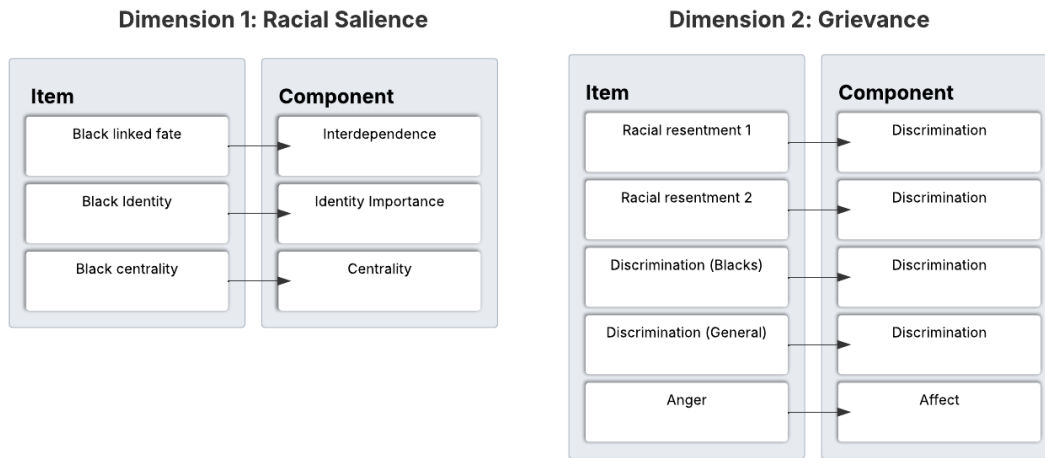 Dimension 1: Racial Salience
Item
Component
Black linked fate
Interdependence
Black Identity
Identity Importance
Black centrality
Centrality
Dimension 2: Grievance
Item
Component
Racial resentment 1
Discrimination
Racial resentment 2
Discrimination
Discrimination (Blacks)
Discrimination
Discrimination (General)
Discrimination
Anger
Affect